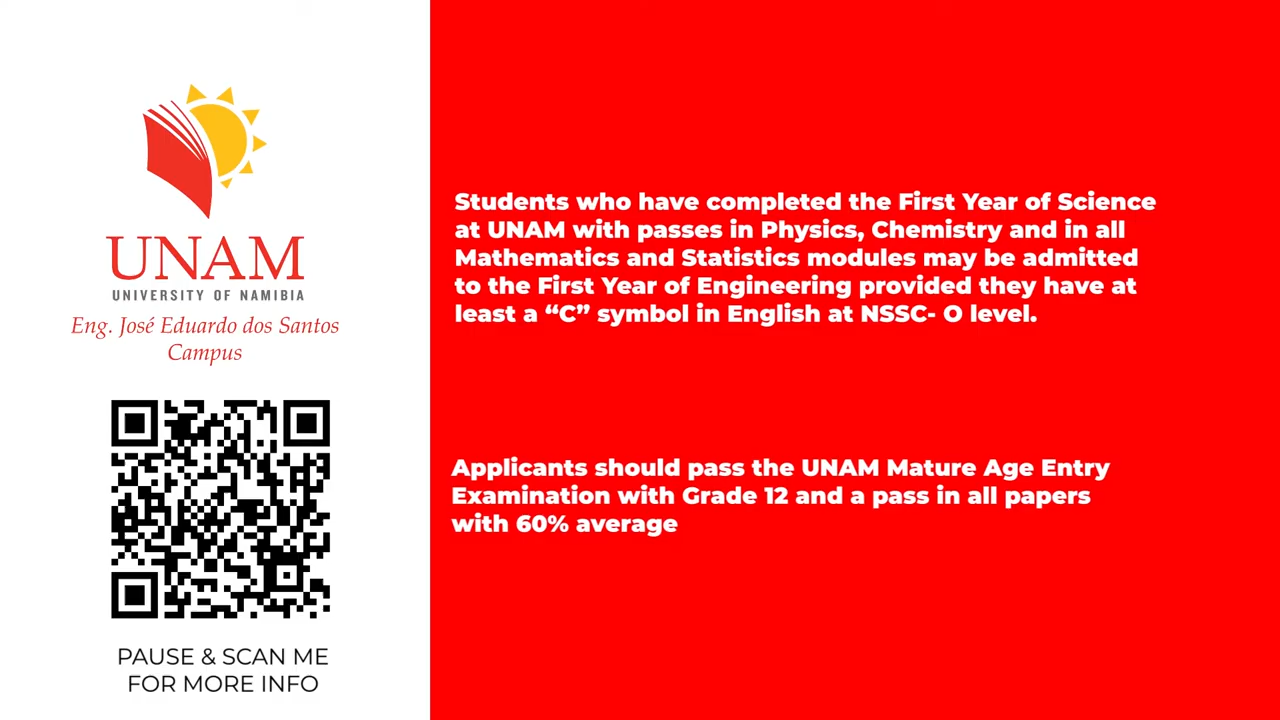 UNAM
UNIVERSITY OF NAMIBIA
Eng. José Eduardo dos Santos
Campus
PAUSE & SCAN ME
FOR MORE INFO
Students who have completed the First Year of Science
at UNAM with passes in Physics, Chemistry and in all
Mathematics and Statistics modules may be admitted
to the First Year of Engineering provided they have at
least a “C” symbol in English at NSSC- O level.
Applicants should pass the UNAM Mature Age Entry
Examination with Grade 12 and a pass in all papers
with 60% average